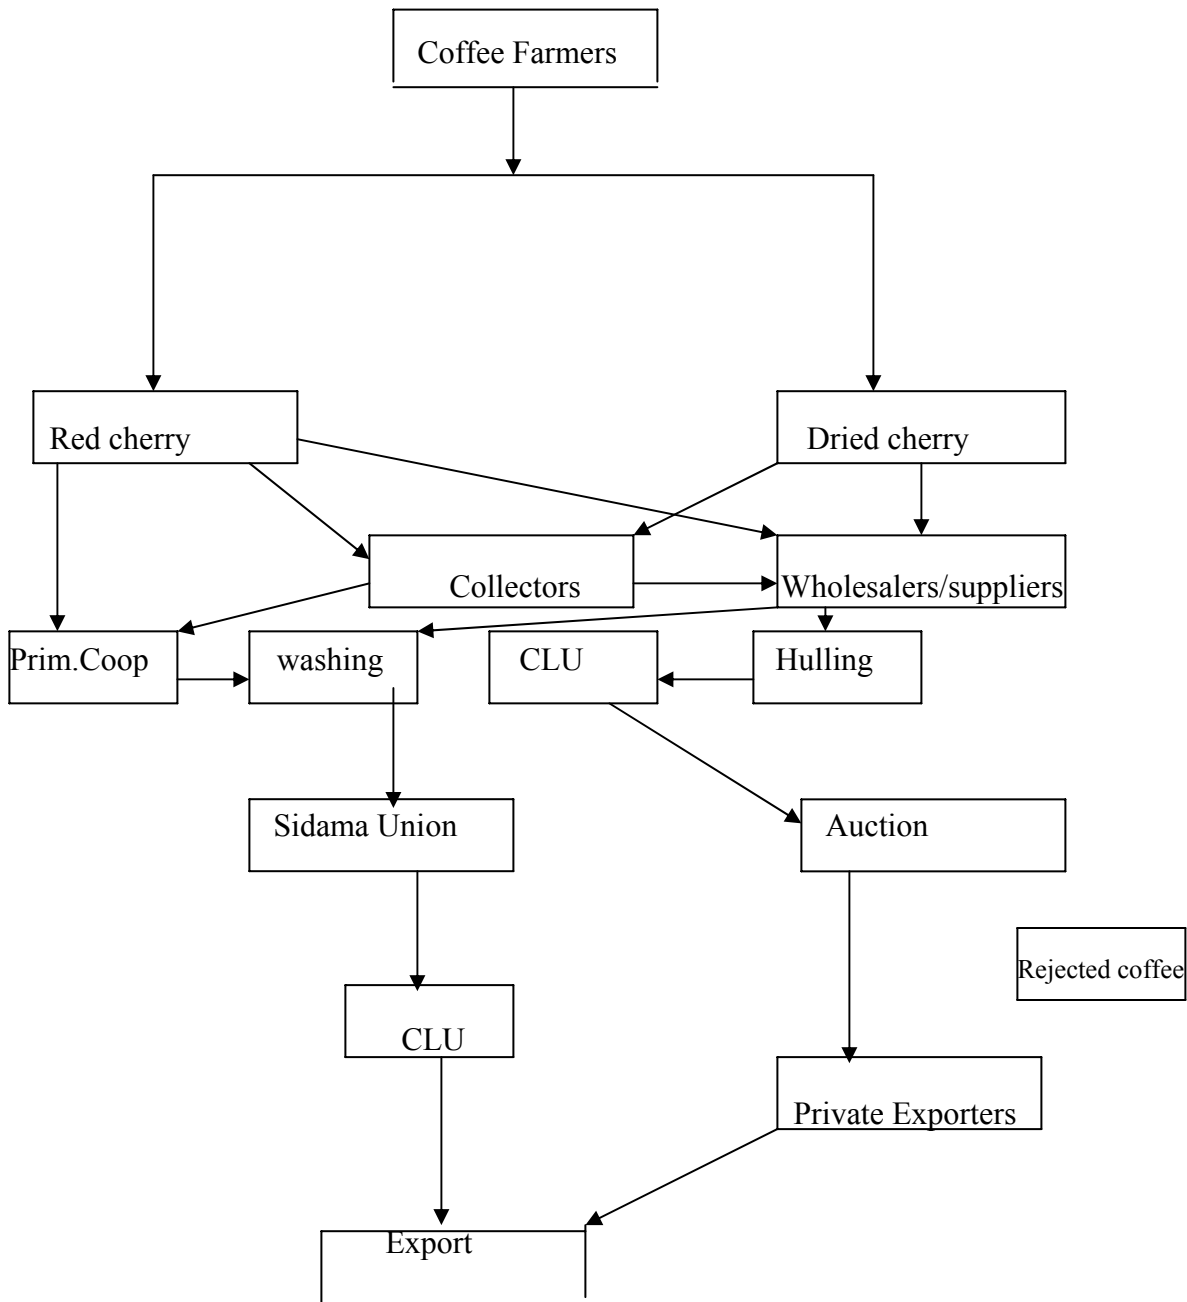 Coffee Farmers
Red cherry
Dried cherry
Collectors
Wholesalers/suppliers
Prim.Coop
washing
CLU
Hulling
Sidama Union
Auction
Rejected coffee
CLU
Private Exporters
Export